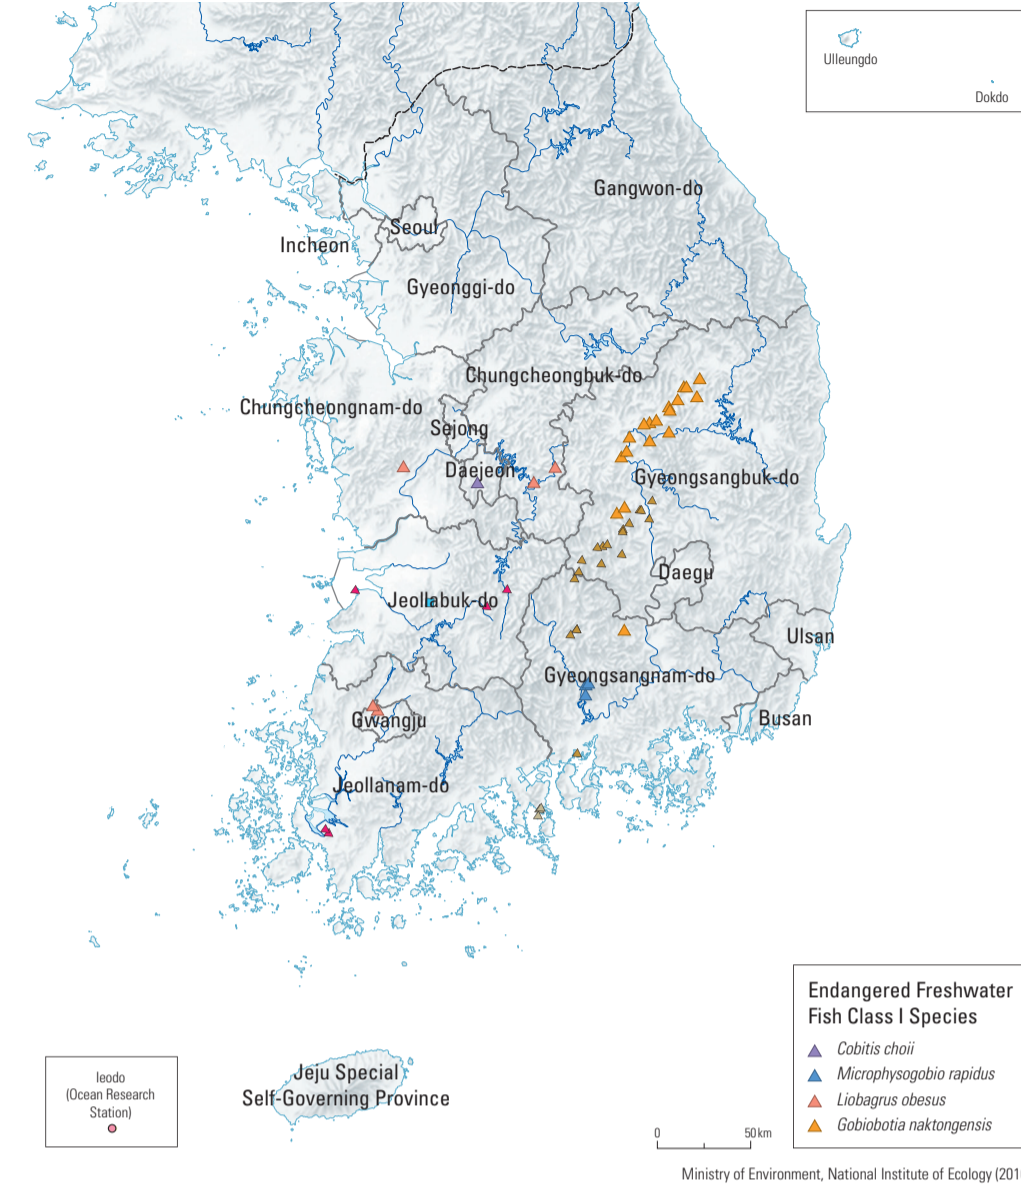 Ulleungdo
Dokdo
Gangwon-do
Seoul
Incheon
Gyeonggi-do
Chungcheongbuk-do
Chungcheongnam-do
Sejong
Daejeon
Gyeongsangbuk-do
Daegu
Jeollabuk-do
Ulsan
Gyeongsangnam-do
Gwangju
Busan
Jeollanam-do
Endangered Freshwater
Fish Class I Species
Cobitis choii
Microphysogobio rapidus
Liobagrus obesus
Gobiobotia naktongensis
Ieodo
(Ocean Research
Station)
Jeju Special
Self-Governing Province
0 50 km
Ministry of Environment, National Institute of Ecology (201